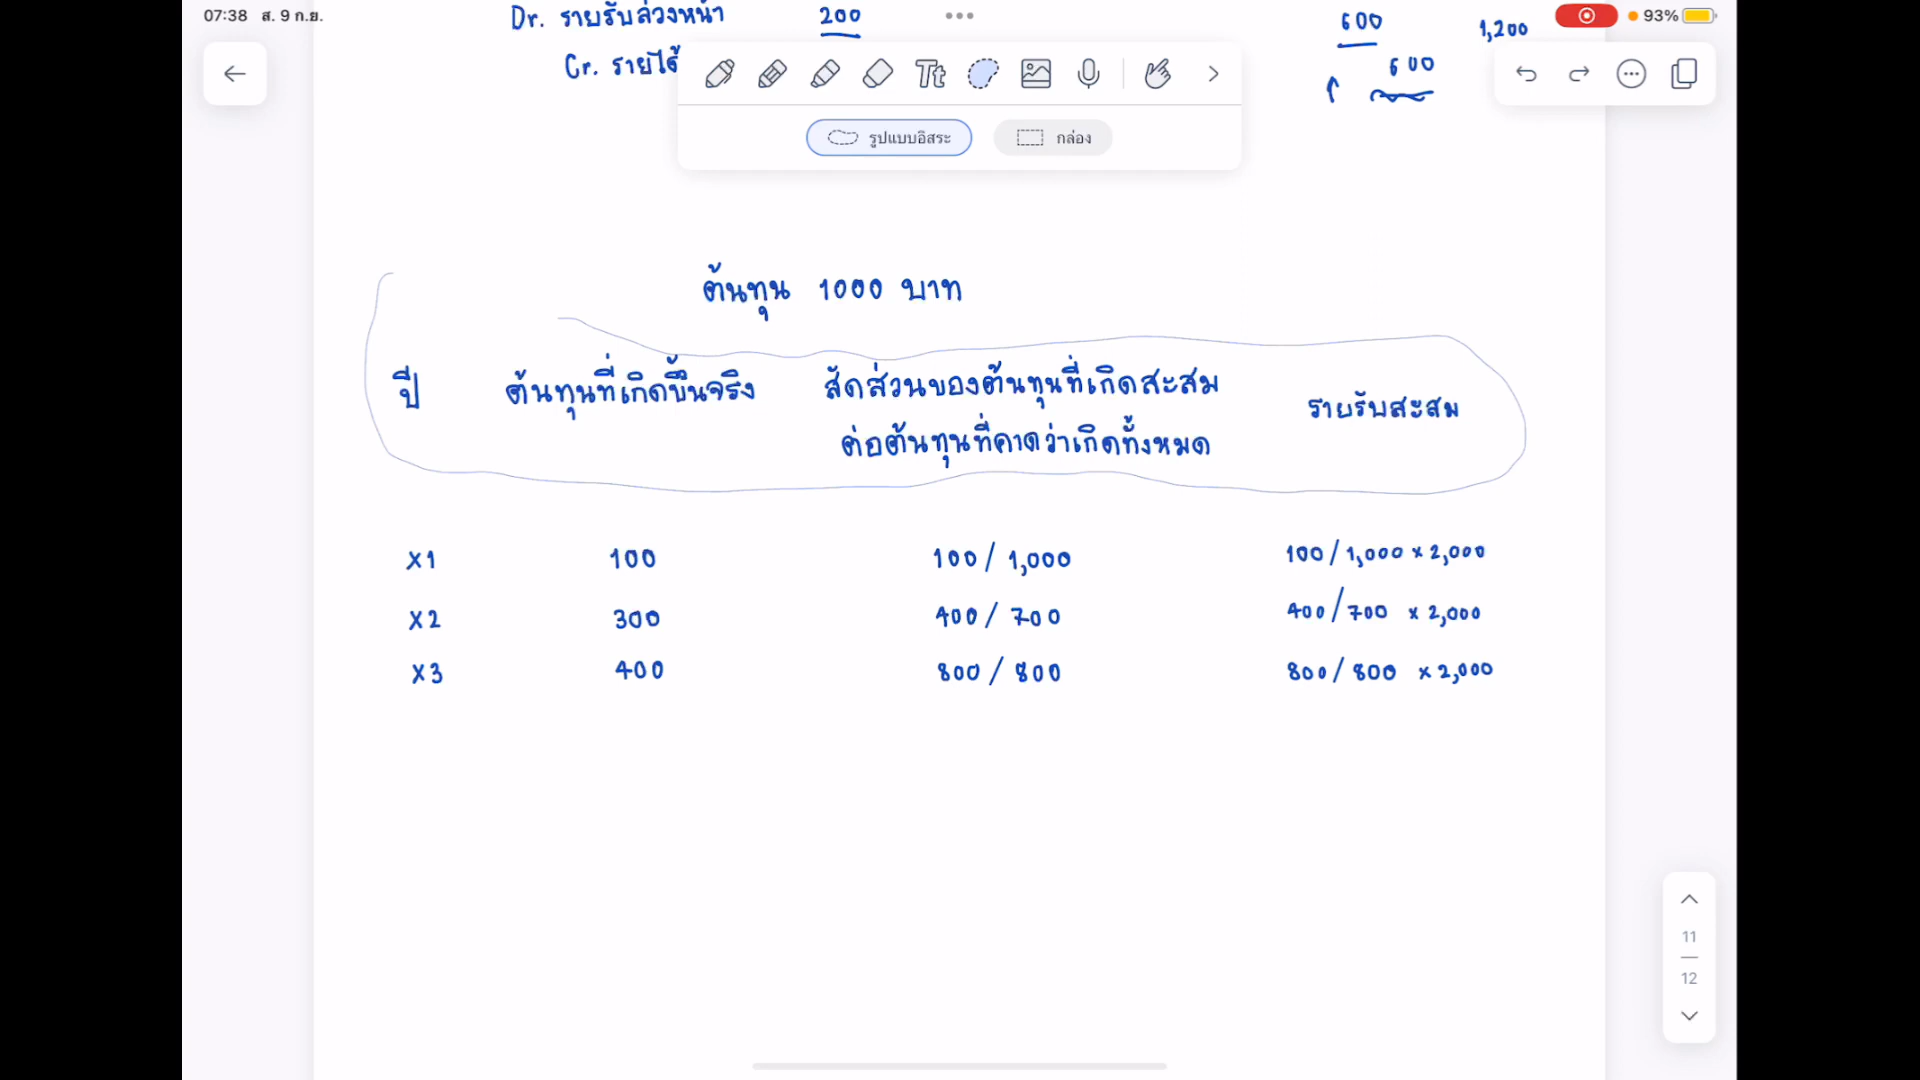 07:38 ส. 9 ก.ย.
93%
Dr. รายรับล่วงหน้า 200
Cr. รายได้
600 1,200
600
Tt
รูปแบบอิสระ กล่อง
ต้นทุน 1000 บาท
ปี ต้นทุนที่เกิดขึ้นจริง สัดส่วนของต้นทุนที่เกิดสะสม รายรับสะสม
ต่อต้นทุนที่คาดว่าเกิดทั้งหมด
X1 100 100/1,000 100/1,000 x 2,000
X2 300 400/700 400/700 x 2,000
X3 400 800/800 800/800 x 2,000
11
12